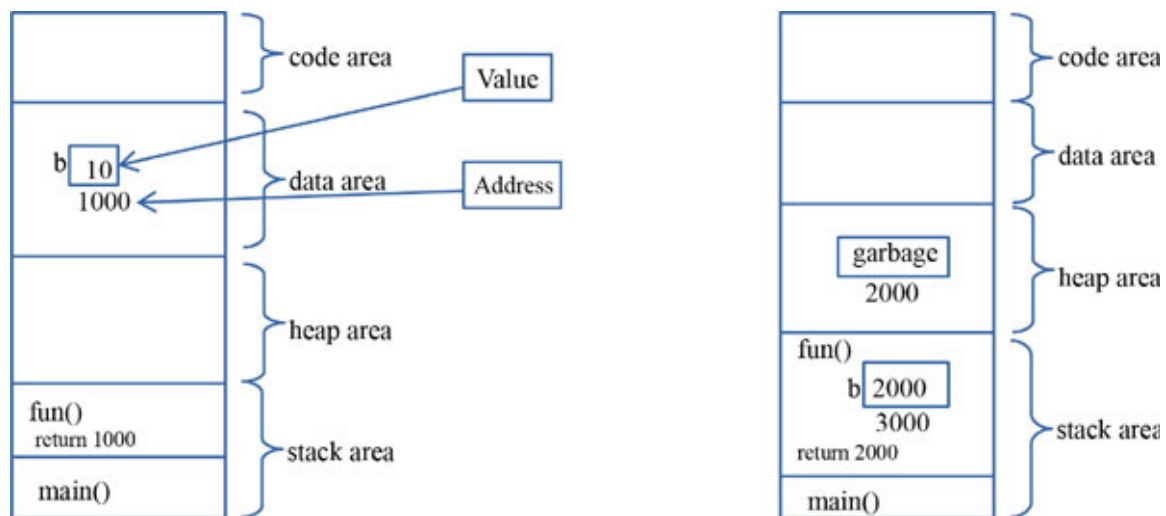 code area
Value
b 10
1000
data area
Address
heap area
fun()
return 1000
stack area
main()
code area
data area
garbage
2000
heap area
fun()
b 2000
3000
return 2000
stack area
main()